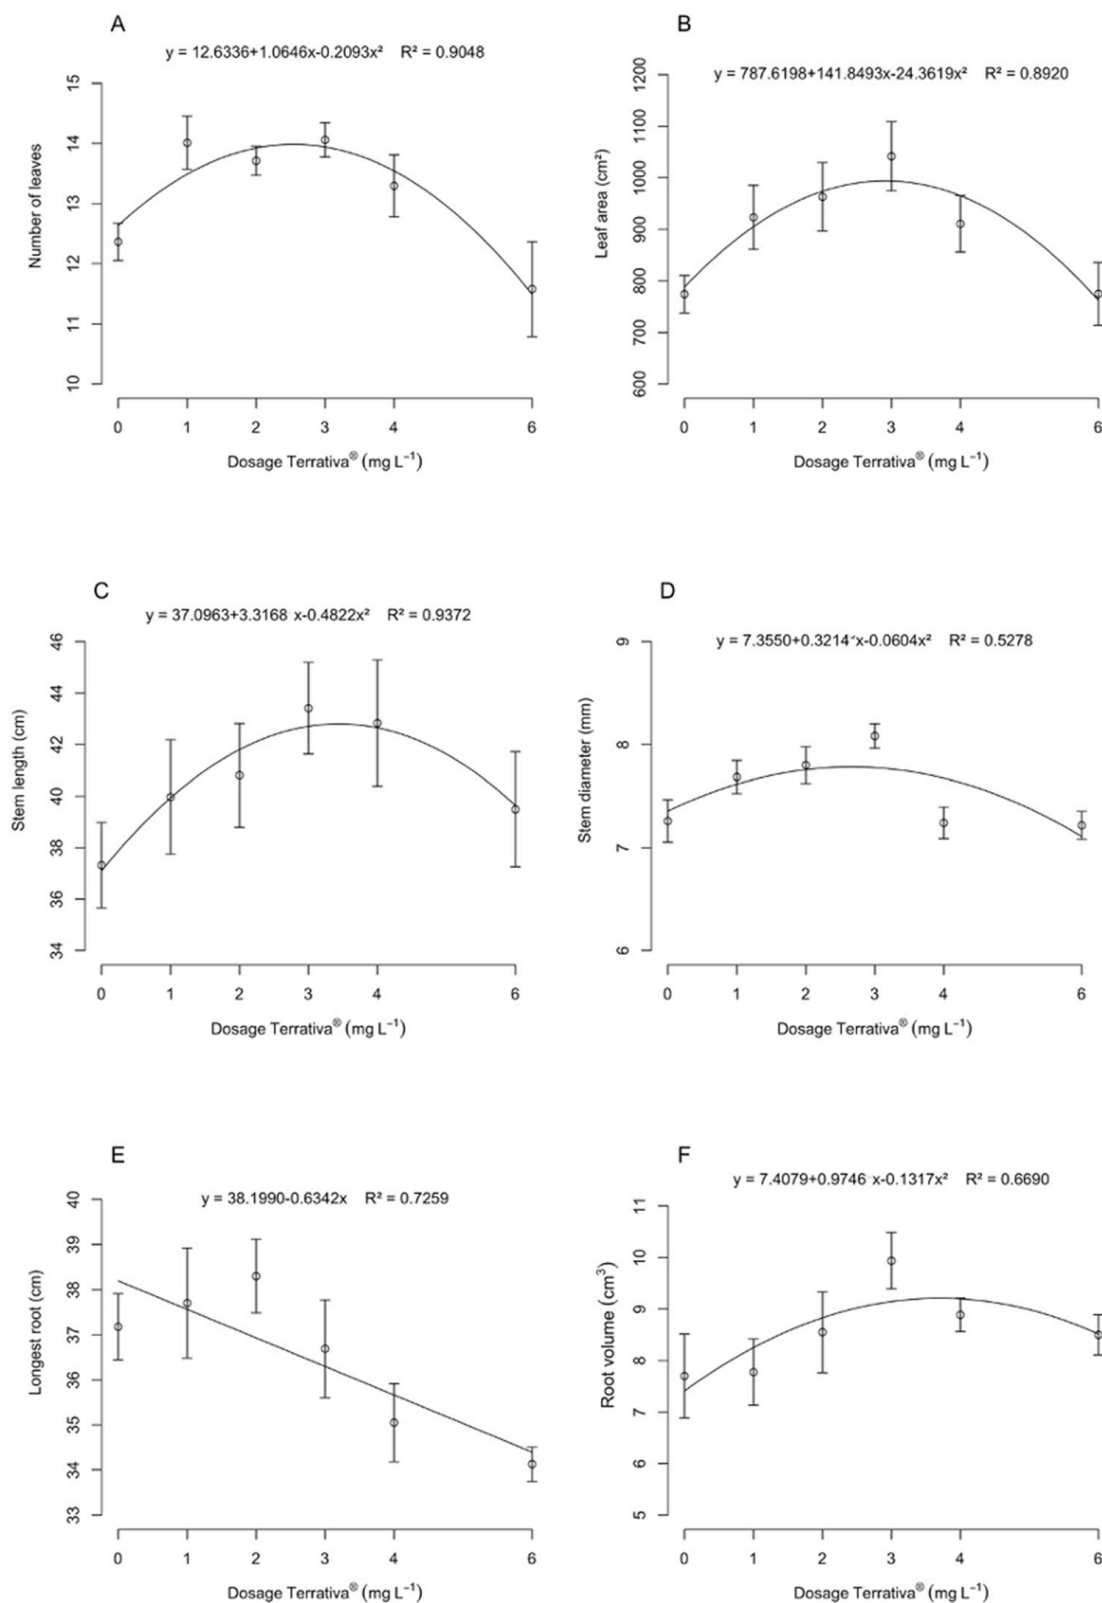 A
y = 12.6336+1.0646x-0.2093x² R² = 0.9048
Number of leaves
15
14
13
12
11
10
0 1 2 3 4 6
Dosage Terrativa® (mg L⁻¹)
B
y = 787.6198+141.8493x-24.3619x² R² = 0.8920
Leaf area (cm²)
1200
1100
1000
900
800
700
600
0 1 2 3 4 6
Dosage Terrativa® (mg L⁻¹)
C
y = 37.0963+3.3168 x-0.4822x² R² = 0.9372
Stem length (cm)
46
44
42
40
38
36
34
0 1 2 3 4 6
Dosage Terrativa® (mg L⁻¹)
D
y = 7.3550+0.3214 x-0.0604x² R² = 0.5278
Stem diameter (mm)
9
8
7
6
0 1 2 3 4 6
Dosage Terrativa® (mg L⁻¹)
E
y = 38.1990-0.6342x R² = 0.7259
Longest root (cm)
40
39
38
37
36
35
34
33
0 1 2 3 4 6
Dosage Terrativa® (mg L⁻¹)
F
y = 7.4079+0.9746 x-0.1317x² R² = 0.6690
Root volume (cm³)
11
10
9
8
7
6
5
0 1 2 3 4 6
Dosage Terrativa® (mg L⁻¹)